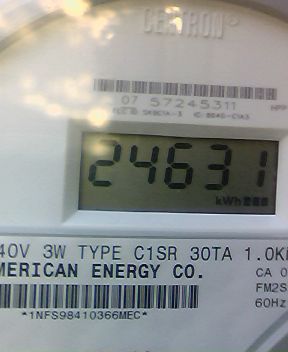 CENTRON®
07 57245311
24631
kWh
40V 3W TYPE C1SR 30TA 1.0K
MERICAN ENERGY CO.
CA 0
FM2S
60Hz
*1NFS98410366MEC*